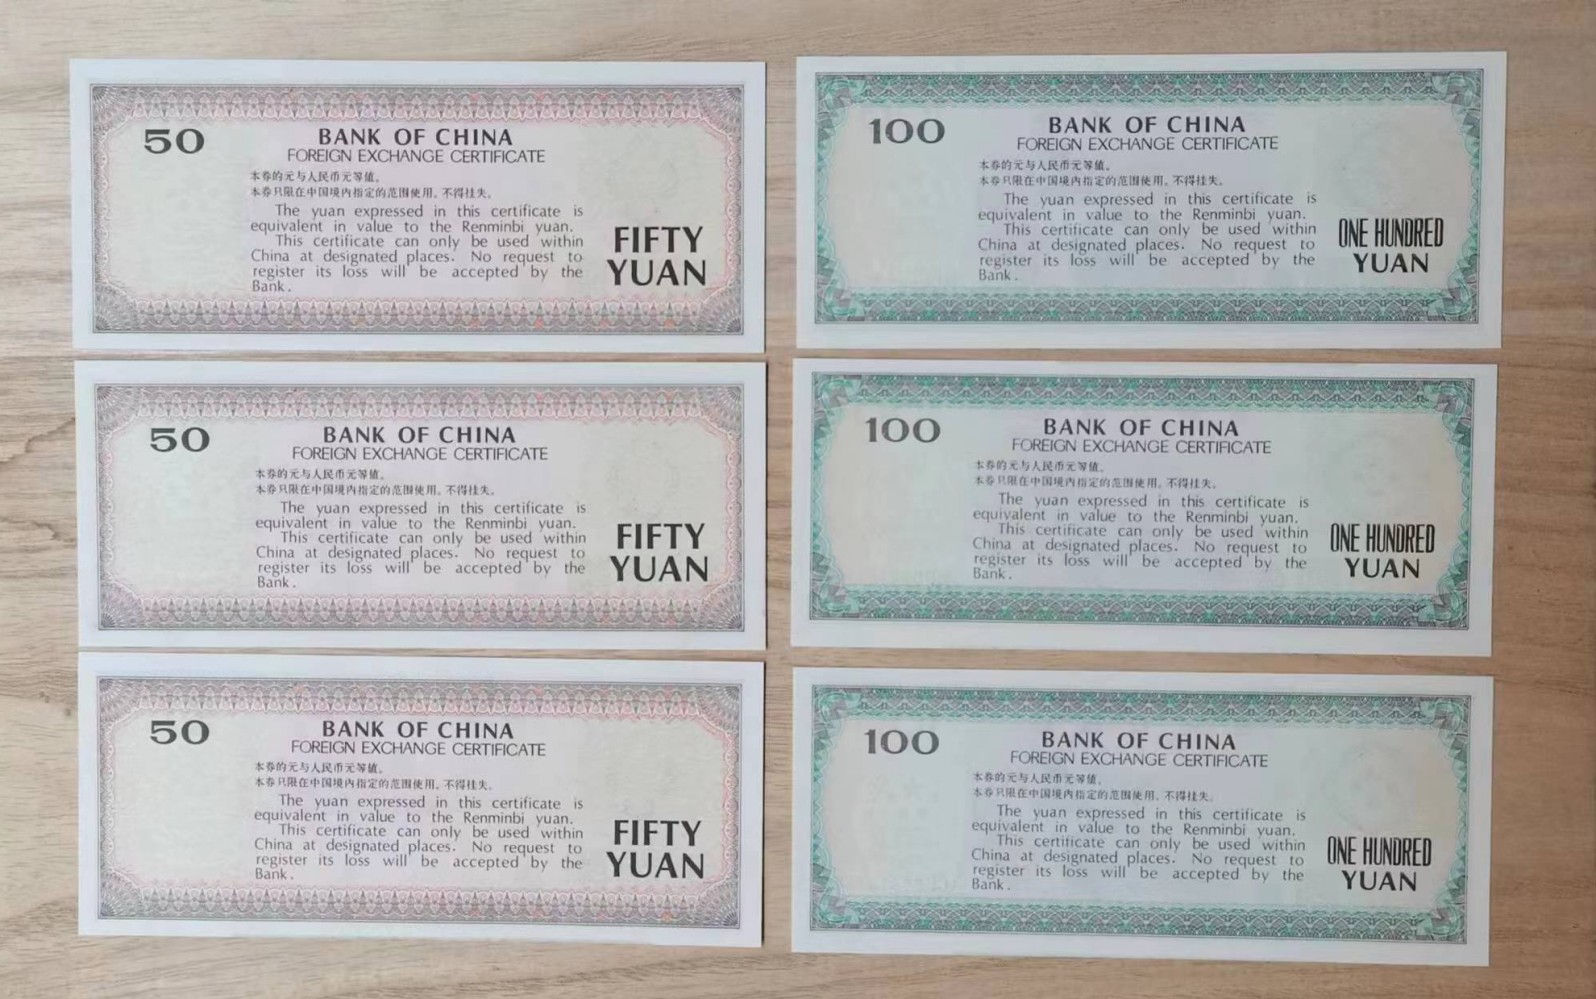 50
BANK OF CHINA
FOREIGN EXCHANGE CERTIFICATE
本券的元与人民币元等值。
本券只限在中国境内指定的范围使用,不得挂失。
The yuan expressed in this certificate is
equivalent in value to the Renminbi yuan.
This certificate can only be used within
China at designated places. No request to
register its loss will be accepted by the
Bank.
FIFTY
YUAN
100
BANK OF CHINA
FOREIGN EXCHANGE CERTIFICATE
本券的元与人民币元等值。
本券只限在中国境内指定的范围使用,不得挂失。
The yuan expressed in this certificate is
equivalent in value to the Renminbi yuan.
This certificate can only be used within
China at designated places. No request to
register its loss will be accepted by the
Bank.
ONE HUNDRED
YUAN
50
BANK OF CHINA
FOREIGN EXCHANGE CERTIFICATE
本券的元与人民币元等值。
本券只限在中国境内指定的范围使用,不得挂失。
The yuan expressed in this certificate is
equivalent in value to the Renminbi yuan.
This certificate can only be used within
China at designated places. No request to
register its loss will be accepted by the
Bank.
FIFTY
YUAN
100
BANK OF CHINA
FOREIGN EXCHANGE CERTIFICATE
本券的元与人民币元等值。
本券只限在中国境内指定的范围使用,不得挂失。
The yuan expressed in this certificate is
equivalent in value to the Renminbi yuan.
This certificate can only be used within
China at designated places. No request to
register its loss will be accepted by the
Bank.
ONE HUNDRED
YUAN
50
BANK OF CHINA
FOREIGN EXCHANGE CERTIFICATE
本券的元与人民币元等值。
本券只限在中国境内指定的范围使用,不得挂失。
The yuan expressed in this certificate is
equivalent in value to the Renminbi yuan.
This certificate can only be used within
China at designated places. No request to
register its loss will be accepted by the
Bank.
FIFTY
YUAN
100
BANK OF CHINA
FOREIGN EXCHANGE CERTIFICATE
本券的元与人民币元等值。
本券只限在中国境内指定的范围使用,不得挂失。
The yuan expressed in this certificate is
equivalent in value to the Renminbi yuan.
This certificate can only be used within
China at designated places. No request to
register its loss will be accepted by the
Bank.
ONE HUNDRED
YUAN